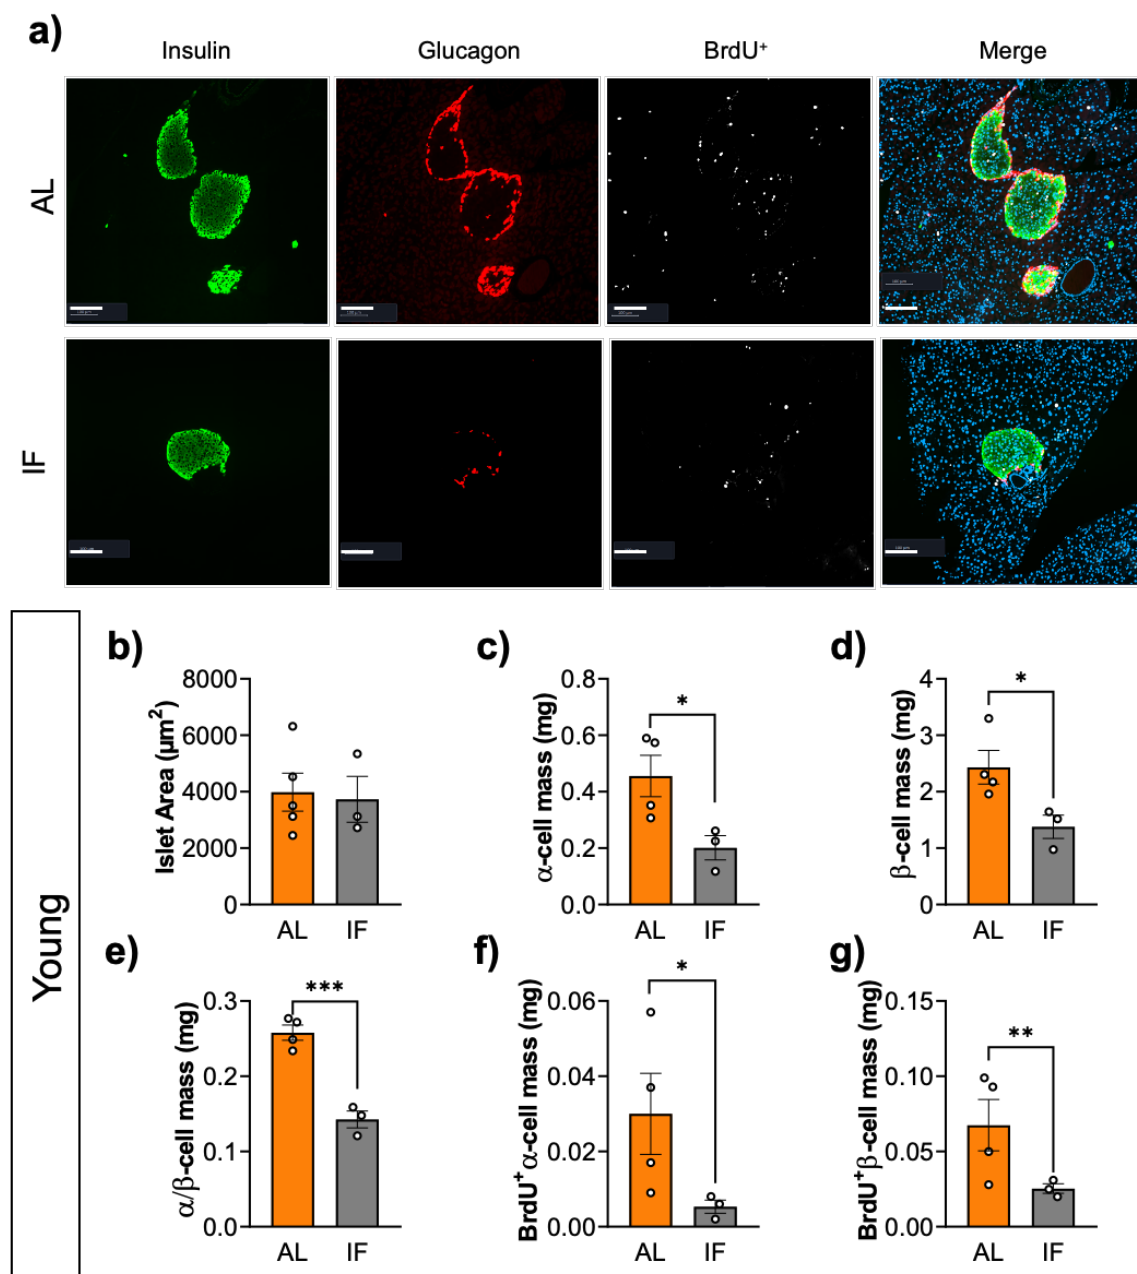 a)
Insulin Glucagon BrdU⁺ Merge
AL
IF
Young
b)
Islet Area (µm²)
8000
6000
4000
2000
0
AL IF
c)
α-cell mass (mg)
0.8
0.6
0.4
0.2
0.0
*
AL IF
d)
β-cell mass (mg)
4
3
2
1
0
*
AL IF
e)
α/β-cell mass (mg)
0.3
0.2
0.1
0.0
***
AL IF
f)
BrdU⁺ α-cell mass (mg)
0.06
0.04
0.02
0.00
*
AL IF
g)
BrdU⁺ β-cell mass (mg)
0.15
0.10
0.05
0.00
**
AL IF